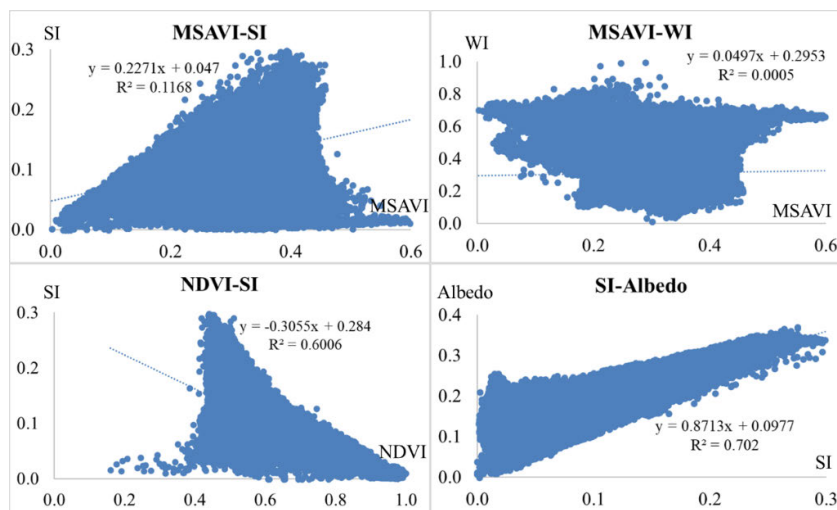 SI
MSAVI-SI
0.3
y = 0.2271x + 0.047
R² = 0.1168
0.2
0.1
MSAVI
0.0
0.0 0.2 0.4 0.6
WI
MSAVI-WI
1.0
y = 0.0497x + 0.2953
R² = 0.0005
0.8
0.6
0.4
0.2
MSAVI
0.0
0.0 0.2 0.4 0.6
SI
NDVI-SI
0.3
y = -0.3055x + 0.284
R² = 0.6006
0.2
0.1
NDVI
0.0
0.0 0.2 0.4 0.6 0.8 1.0
Albedo
SI-Albedo
0.4
0.3
0.2
y = 0.8713x + 0.0977
R² = 0.702
0.1
SI
0.0
0.0 0.1 0.2 0.3